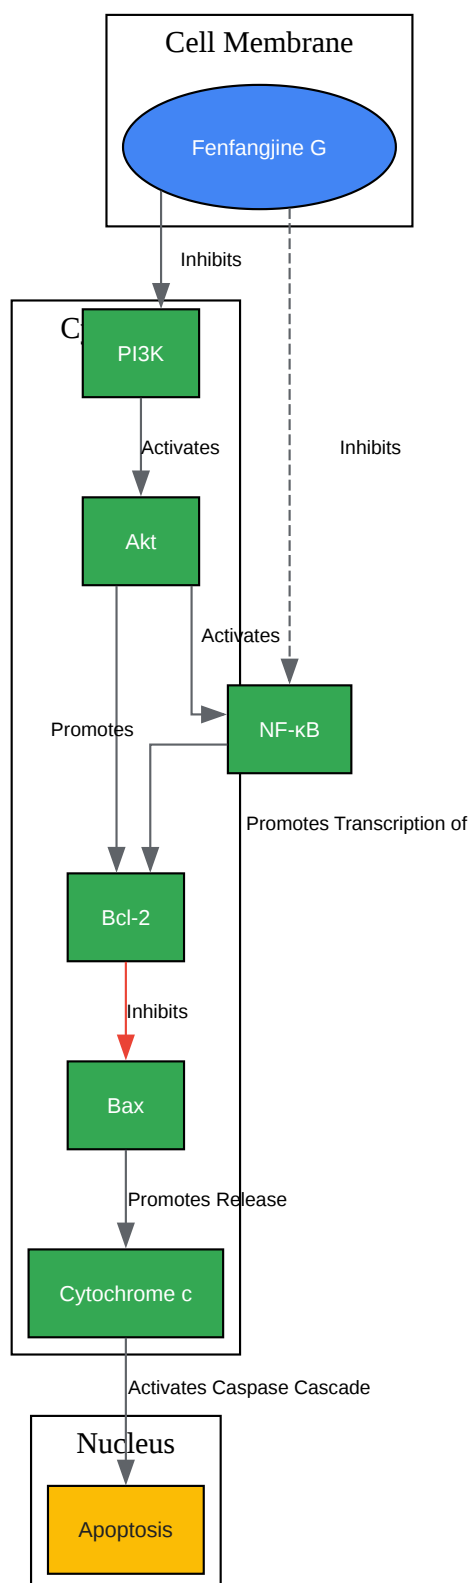 Cell Membrane
Fenfangjine G
Inhibits
PI3K
Activates
Inhibits
Akt
Activates
NF-κB
Promotes
Promotes Transcription of
Bcl-2
Inhibits
Bax
Promotes Release
Cytochrome c
Activates Caspase Cascade
Nucleus
Apoptosis